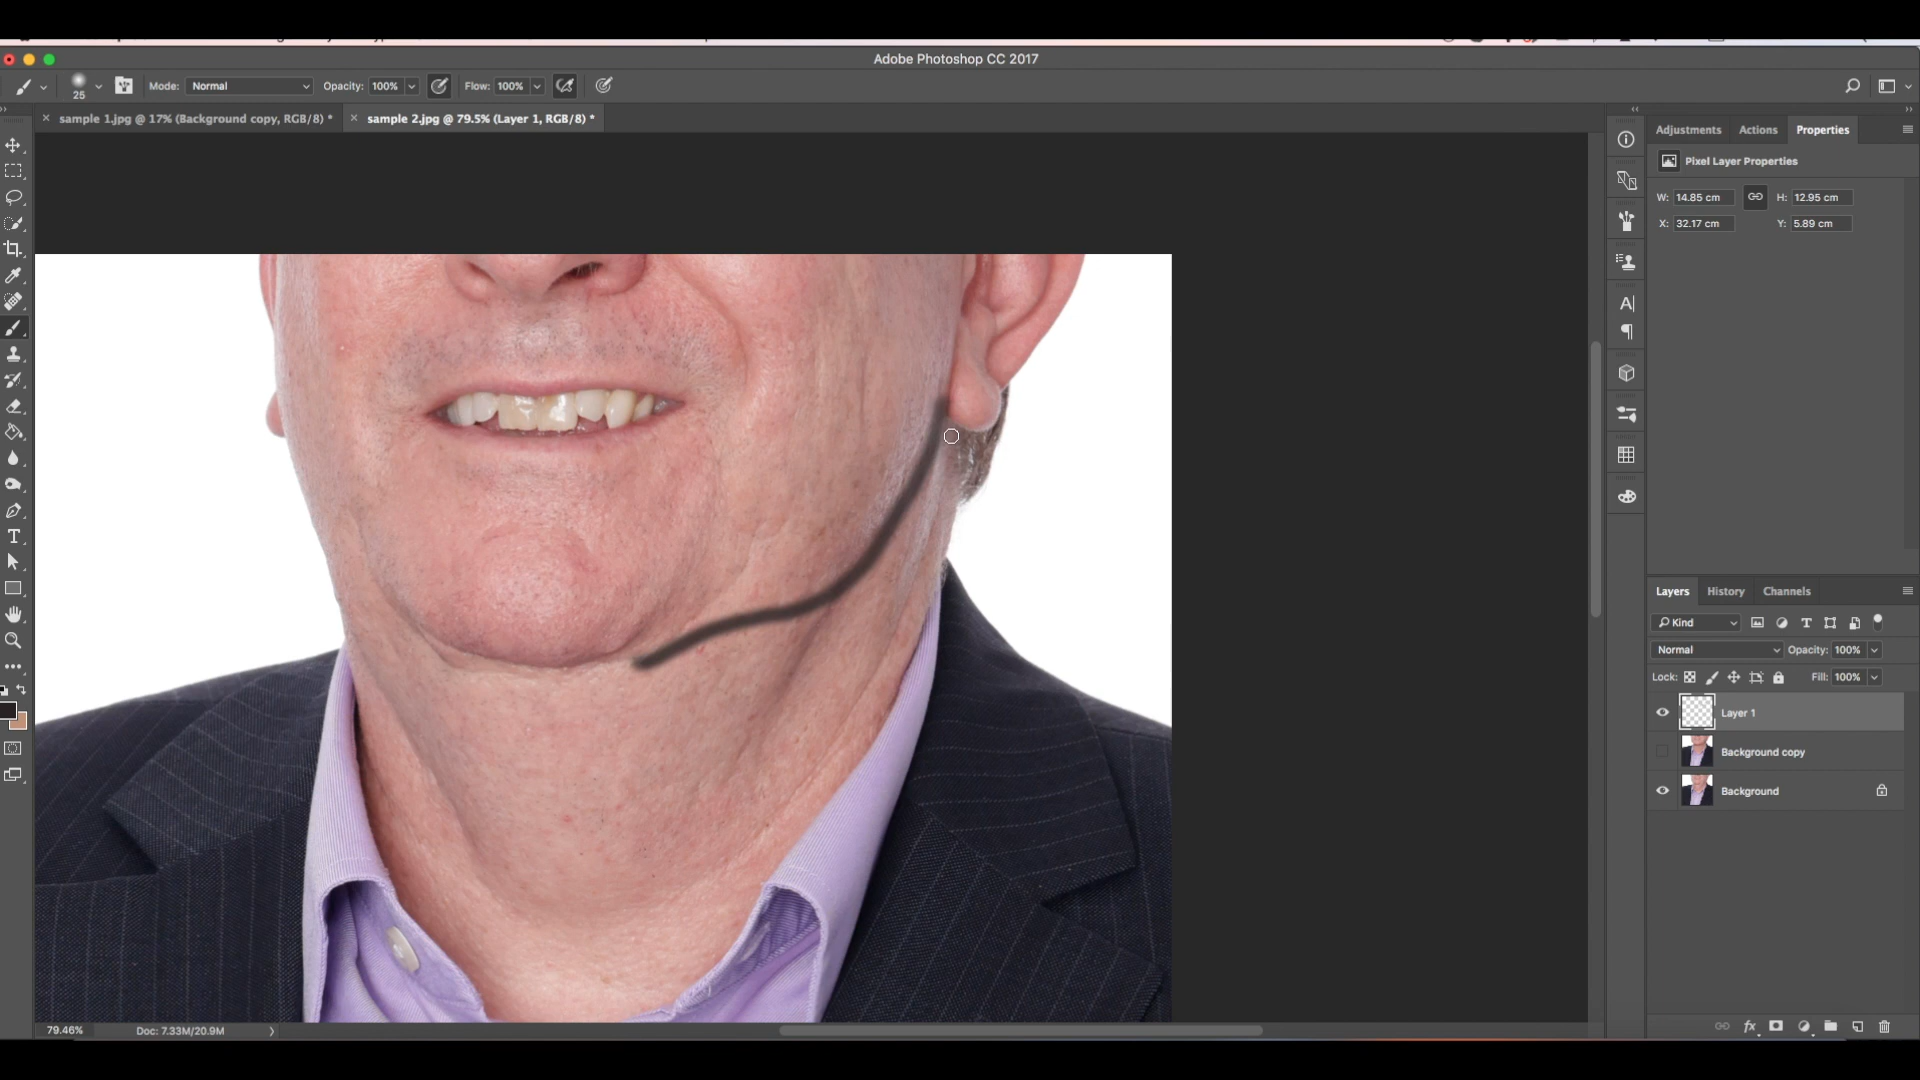 Adobe Photoshop CC 2017
25
Mode: Normal Opacity: 100% Flow: 100%
sample 1.jpg @ 17% (Background copy, RGB/8) *
sample 2.jpg @ 79.5% (Layer 1, RGB/8) *
Adjustments Actions Properties
Pixel Layer Properties
W: 14.85 cm H: 12.95 cm
X: 32.17 cm Y: 5.89 cm
Layers History Channels
Kind
Normal Opacity: 100%
Lock: Fill: 100%
Layer 1
Background copy
Background
79.46% Doc: 7.33M/20.9M